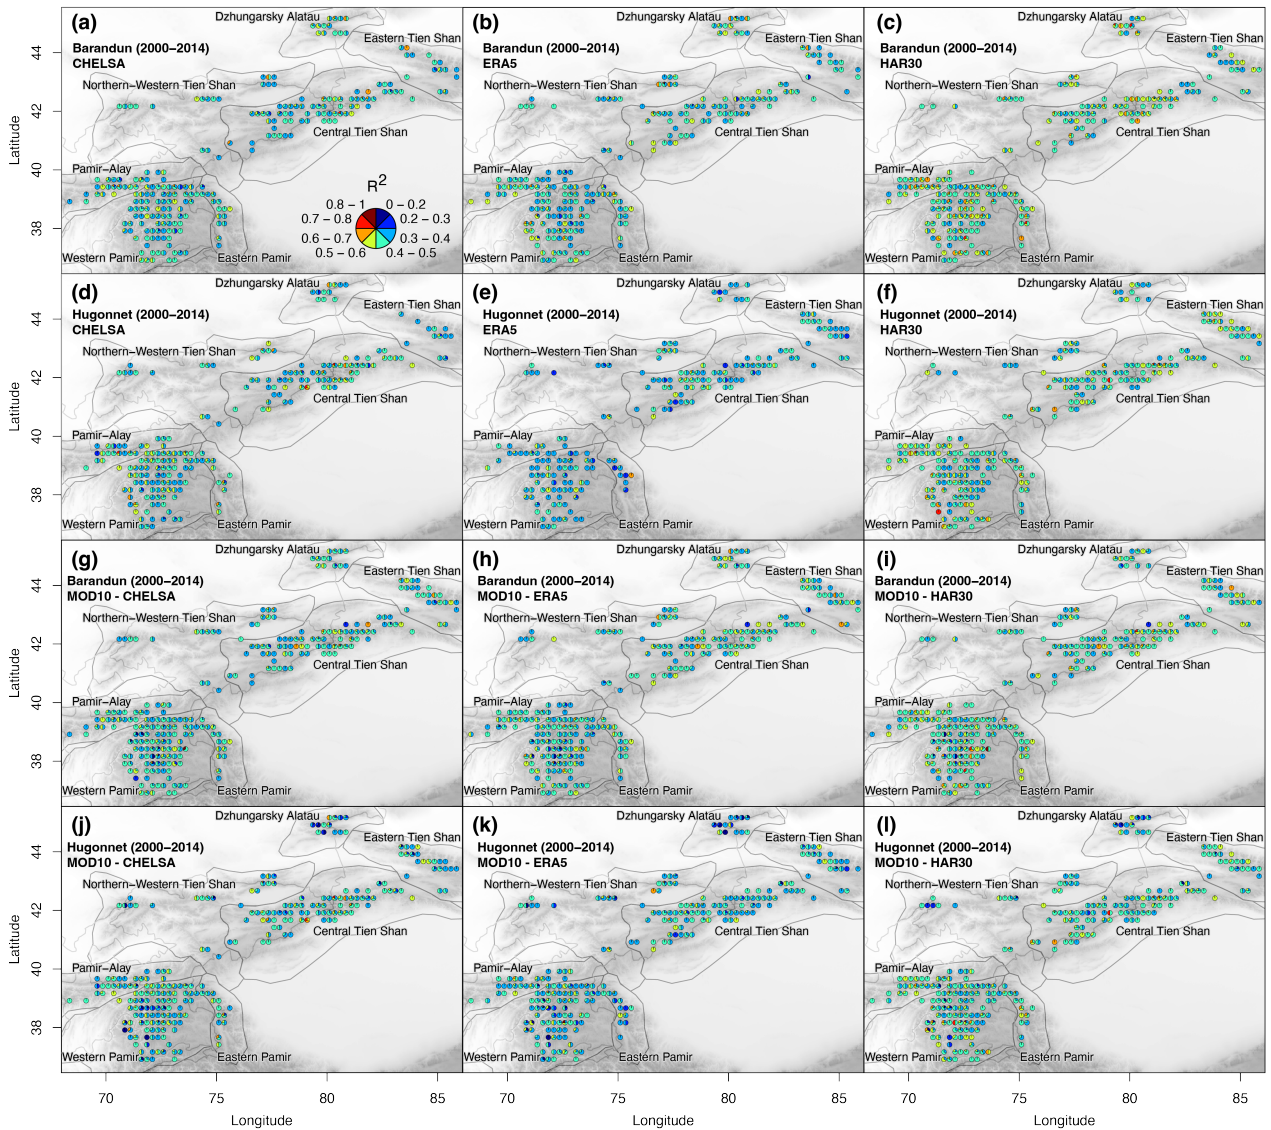 (a)
Barandun (2000–2014)
CHELSA
Dzhungarsky Alatau
Eastern Tien Shan
Northern–Western Tien Shan
Central Tien Shan
Pamir–Alay
Western Pamir
Eastern Pamir
R2
0.8 – 1
0 – 0.2
0.7 – 0.8
0.2 – 0.3
0.6 – 0.7
0.3 – 0.4
0.5 – 0.6
0.4 – 0.5
(b)
Barandun (2000–2014)
ERA5
Dzhungarsky Alatau
Eastern Tien Shan
Northern–Western Tien Shan
Central Tien Shan
Pamir–Alay
Western Pamir
Eastern Pamir
(c)
Barandun (2000–2014)
HAR30
Dzhungarsky Alatau
Eastern Tien Shan
Northern–Western Tien Shan
Central Tien Shan
Pamir–Alay
Western Pamir
Eastern Pamir
44
42
40
38
Latitude
(d)
Hugonnet (2000–2014)
CHELSA
Dzhungarsky Alatau
Eastern Tien Shan
Northern–Western Tien Shan
Central Tien Shan
Pamir–Alay
Western Pamir
Eastern Pamir
(e)
Hugonnet (2000–2014)
ERA5
Dzhungarsky Alatau
Eastern Tien Shan
Northern–Western Tien Shan
Central Tien Shan
Pamir–Alay
Western Pamir
Eastern Pamir
(f)
Hugonnet (2000–2014)
HAR30
Dzhungarsky Alatau
Eastern Tien Shan
Northern–Western Tien Shan
Central Tien Shan
Pamir–Alay
Western Pamir
Eastern Pamir
44
42
40
38
Latitude
(g)
Barandun (2000–2014)
MOD10 - CHELSA
Dzhungarsky Alatau
Eastern Tien Shan
Northern–Western Tien Shan
Central Tien Shan
Pamir–Alay
Western Pamir
Eastern Pamir
(h)
Barandun (2000–2014)
MOD10 - ERA5
Dzhungarsky Alatau
Eastern Tien Shan
Northern–Western Tien Shan
Central Tien Shan
Pamir–Alay
Western Pamir
Eastern Pamir
(i)
Barandun (2000–2014)
MOD10 - HAR30
Dzhungarsky Alatau
Eastern Tien Shan
Northern–Western Tien Shan
Central Tien Shan
Pamir–Alay
Western Pamir
Eastern Pamir
44
42
40
38
Latitude
(j)
Hugonnet (2000–2014)
MOD10 - CHELSA
Dzhungarsky Alatau
Eastern Tien Shan
Northern–Western Tien Shan
Central Tien Shan
Pamir–Alay
Western Pamir
Eastern Pamir
(k)
Hugonnet (2000–2014)
MOD10 - ERA5
Dzhungarsky Alatau
Eastern Tien Shan
Northern–Western Tien Shan
Central Tien Shan
Pamir–Alay
Western Pamir
Eastern Pamir
(l)
Hugonnet (2000–2014)
MOD10 - HAR30
Dzhungarsky Alatau
Eastern Tien Shan
Northern–Western Tien Shan
Central Tien Shan
Pamir–Alay
Western Pamir
Eastern Pamir
44
42
40
38
Latitude
70 75 80 85
70 75 80 85
70 75 80 85
Longitude
Longitude
Longitude